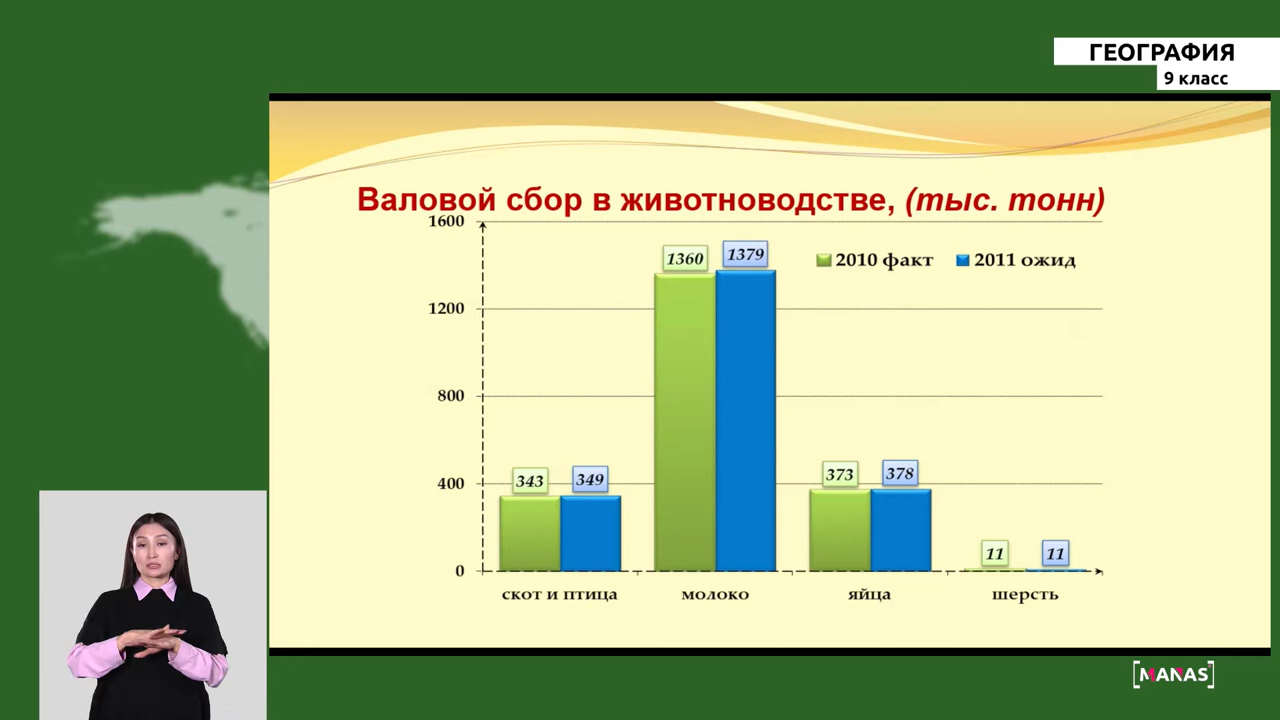 ГЕОГРАФИЯ
9 класс
Валовой сбор в животноводстве, (тыс. тонн)
1600
1200
800
400
0
2010 факт
2011 ожид
343
349
1360
1379
373
378
11
11
скот и птица
молоко
яйца
шерсть
[MANAS]